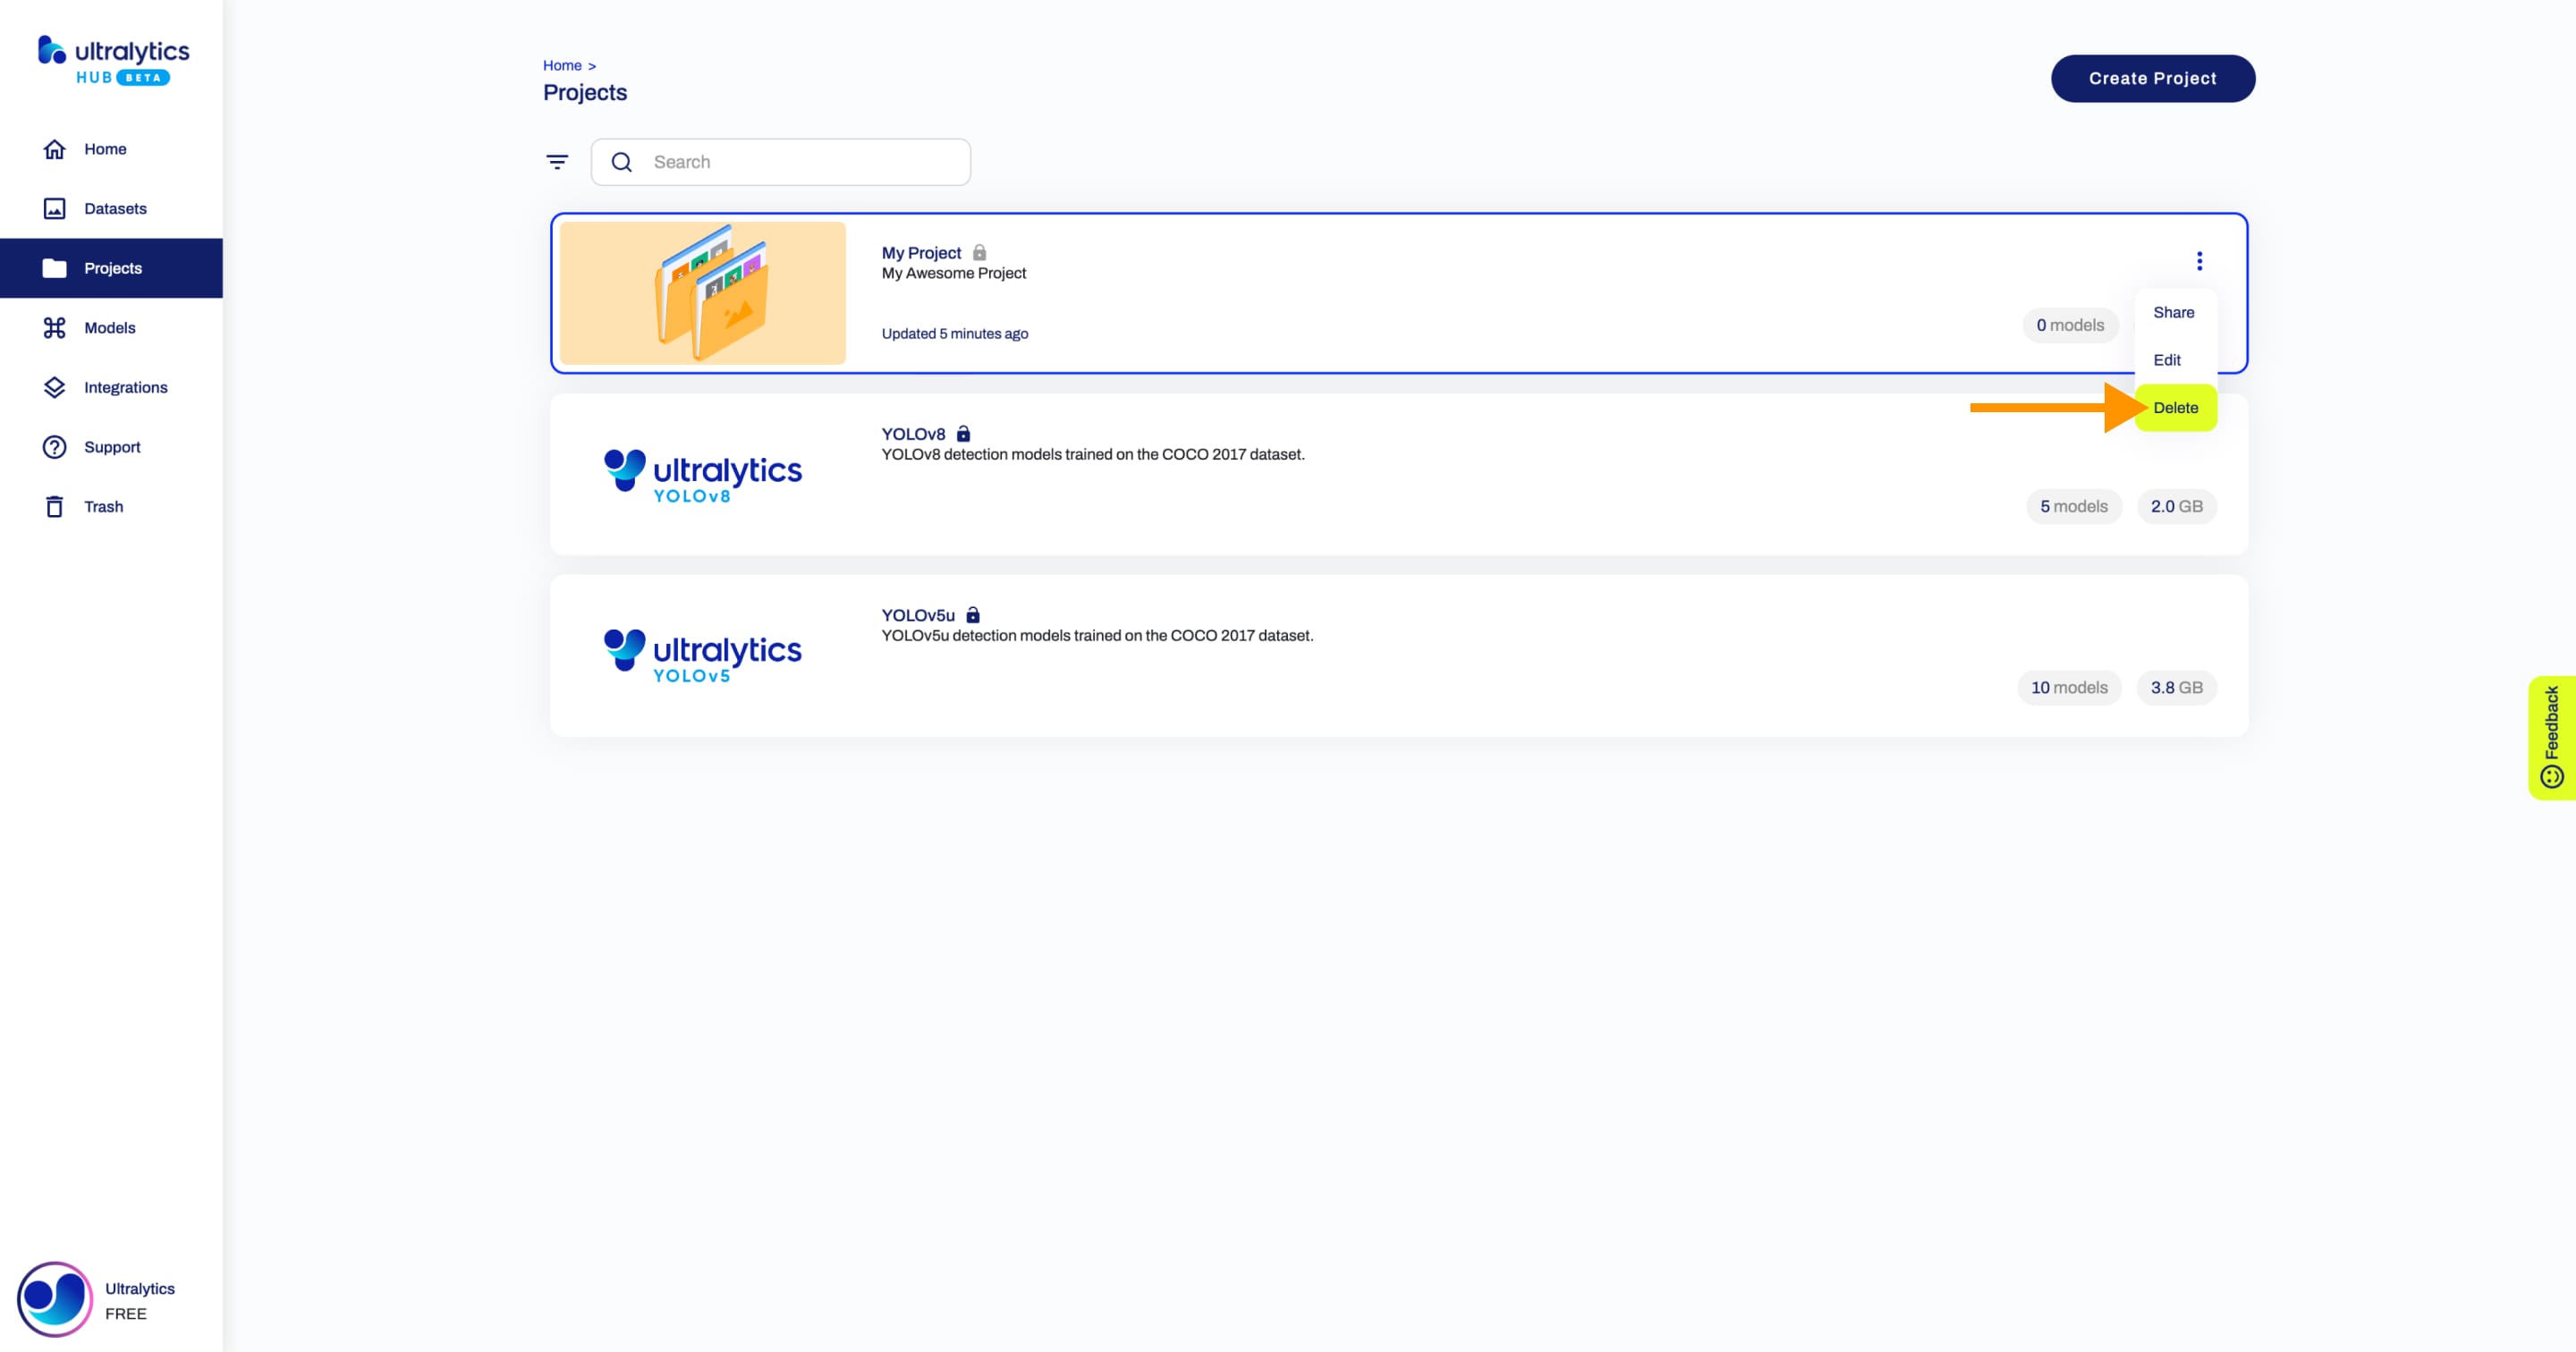 ultralytics
HUB BETA
Home
Datasets
Projects
Models
Integrations
Support
Trash
Ultralytics
FREE
Home >
Projects
Create Project
Search
My Project
My Awesome Project
Updated 5 minutes ago
0 models
Share
Edit
Delete
ultralytics
YOLOv8
YOLOv8
YOLOv8 detection models trained on the COCO 2017 dataset.
5 models
2.0 GB
ultralytics
YOLOv5
YOLOv5u
YOLOv5u detection models trained on the COCO 2017 dataset.
10 models
3.8 GB
Feedback